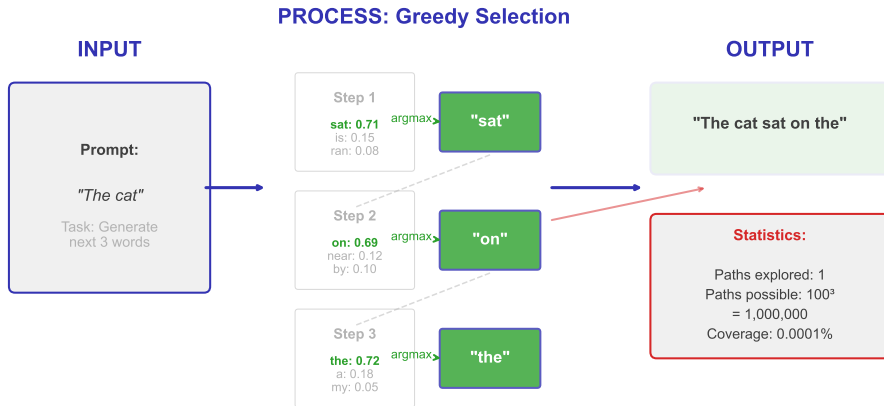 PROCESS: Greedy Selection
INPUT
OUTPUT
Prompt:
"The cat"
Task: Generate
next 3 words
Step 1
sat: 0.71
is: 0.15
ran: 0.08
argmax
"sat"
Step 2
on: 0.69
near: 0.12
by: 0.10
argmax
"on"
Step 3
the: 0.72
a: 0.18
my: 0.05
argmax
"the"
"The cat sat on the"
Statistics:
Paths explored: 1
Paths possible: 100³
= 1,000,000
Coverage: 0.0001%